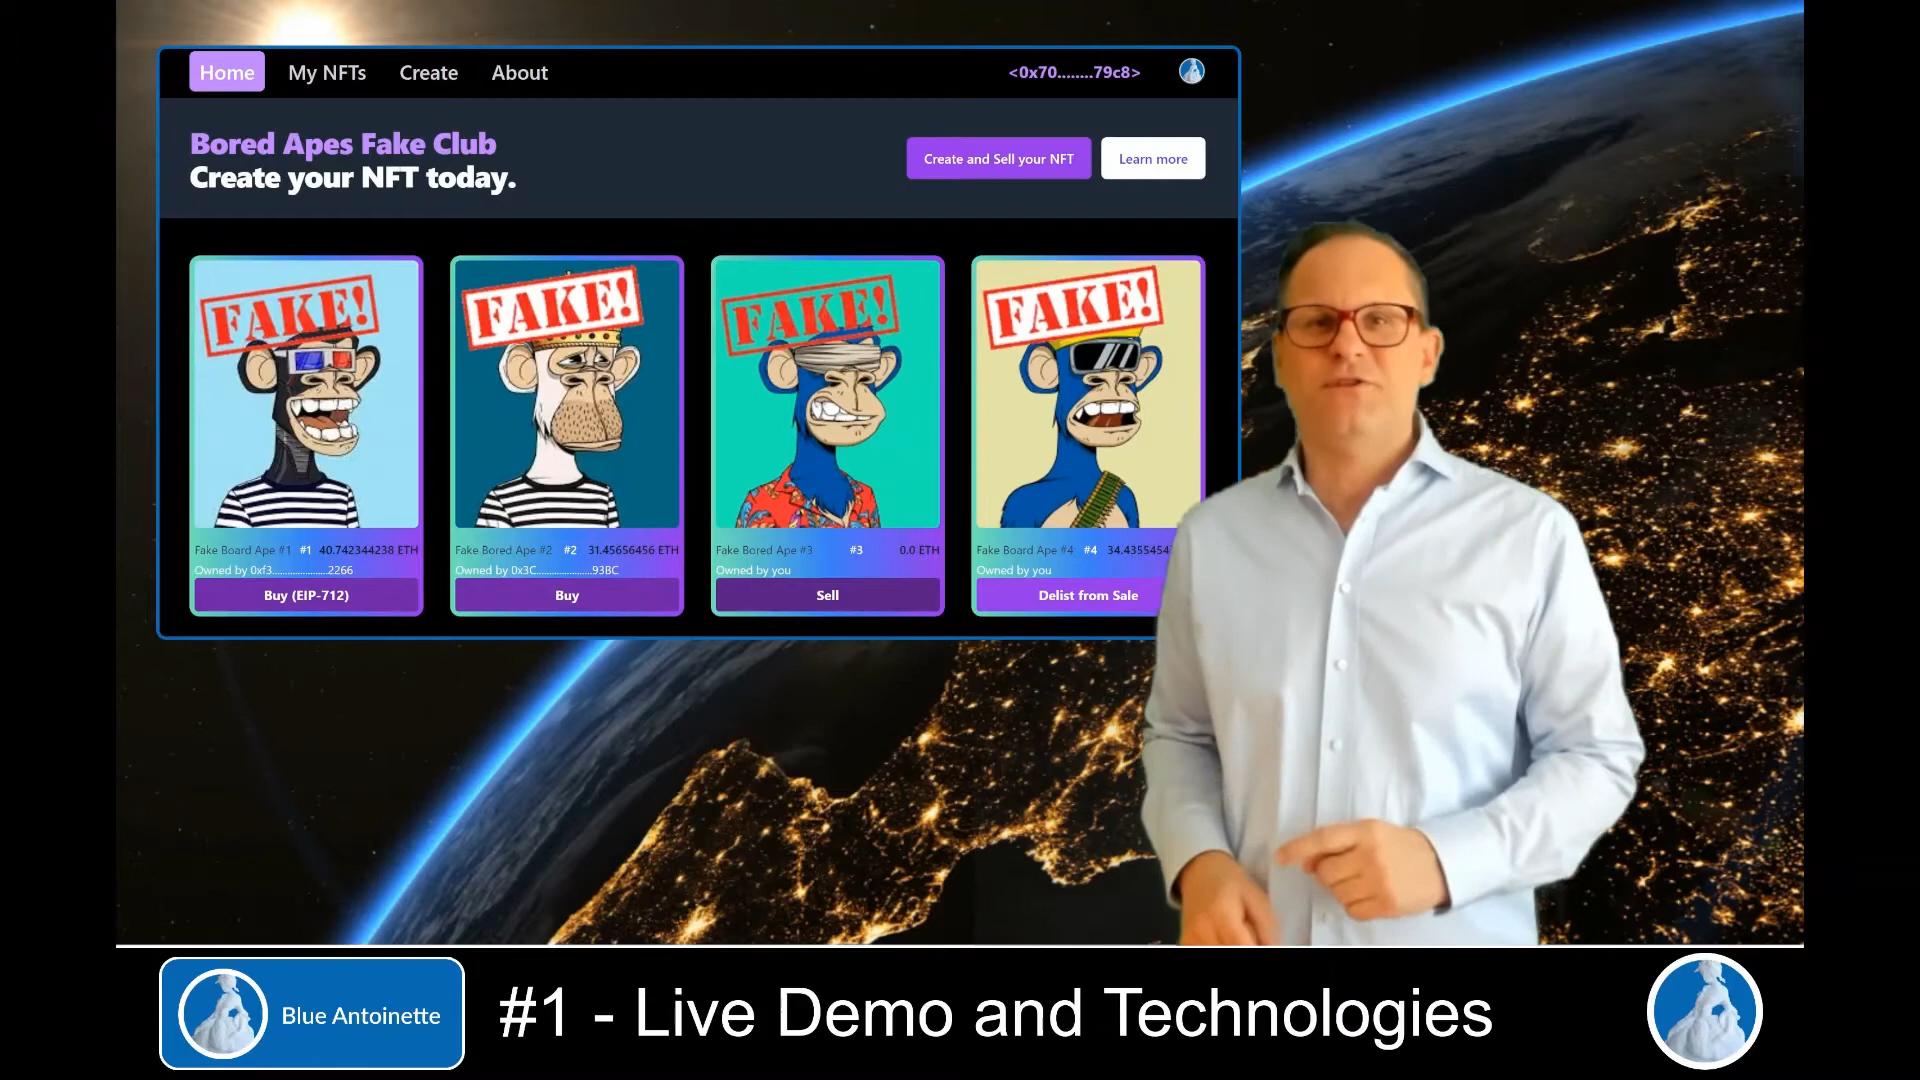 Home My NFTs Create About <0x70........79c8>
Bored Apes Fake Club
Create your NFT today.
Create and Sell your NFT Learn more
FAKE! FAKE! FAKE! FAKE!
Fake Board Ape #1 #1 40.742344238 ETH
Owned by 0xf3.....................2266
Buy (EIP-712)
Fake Bored Ape #2 #2 31.45656456 ETH
Owned by 0x3C.....................93BC
Buy
Fake Bored Ape #3 #3 0.0 ETH
Owned by you
Sell
Fake Board Ape #4 #4 34.4355454
Owned by you
Delist from Sale
Blue Antoinette
#1 - Live Demo and Technologies